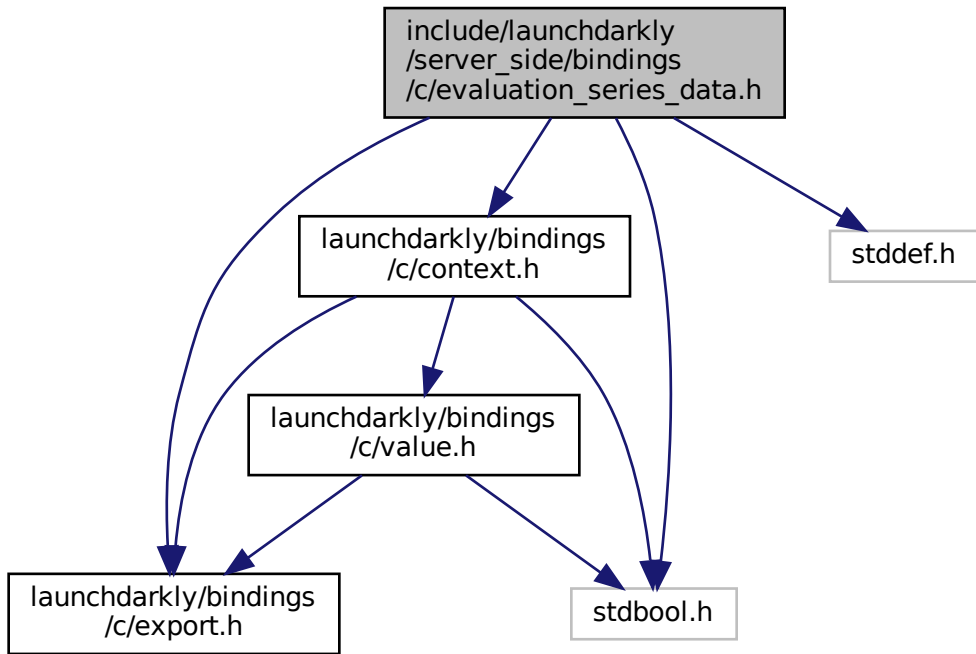 include/launchdarkly
/server_side/bindings
/c/evaluation_series_data.h
launchdarkly/bindings
/c/context.h
stddef.h
launchdarkly/bindings
/c/value.h
launchdarkly/bindings
/c/export.h
stdbool.h